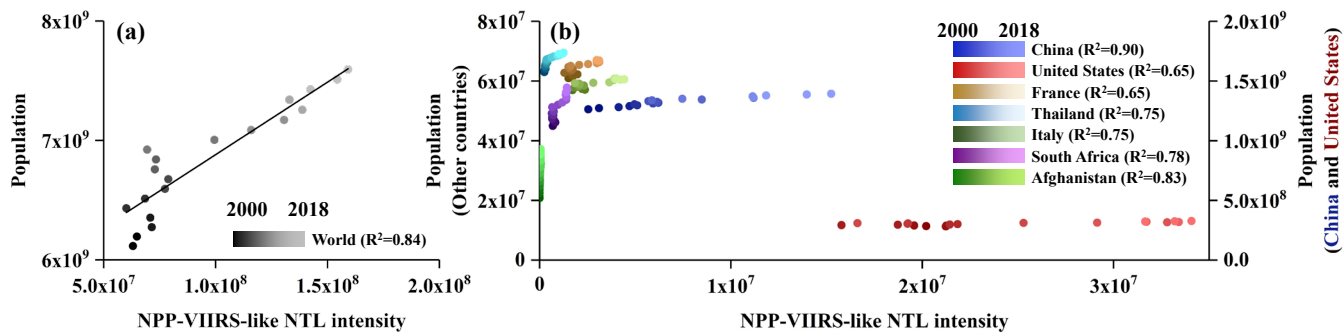 (a)
8x10⁹
7x10⁹
6x10⁹
Population
2000 2018
World (R²=0.84)
5.0x10⁷ 1.0x10⁸ 1.5x10⁸ 2.0x10⁸
NPP-VIIRS-like NTL intensity
(b)
8x10⁷
6x10⁷
4x10⁷
2x10⁷
0
Population
(Other countries)
2000 2018
China (R²=0.90)
United States (R²=0.65)
France (R²=0.65)
Thailand (R²=0.75)
Italy (R²=0.75)
South Africa (R²=0.78)
Afghanistan (R²=0.83)
2.0x10⁹
1.5x10⁹
1.0x10⁹
5.0x10⁸
0.0
Population
(China and United States)
0 1x10⁷ 2x10⁷ 3x10⁷
NPP-VIIRS-like NTL intensity